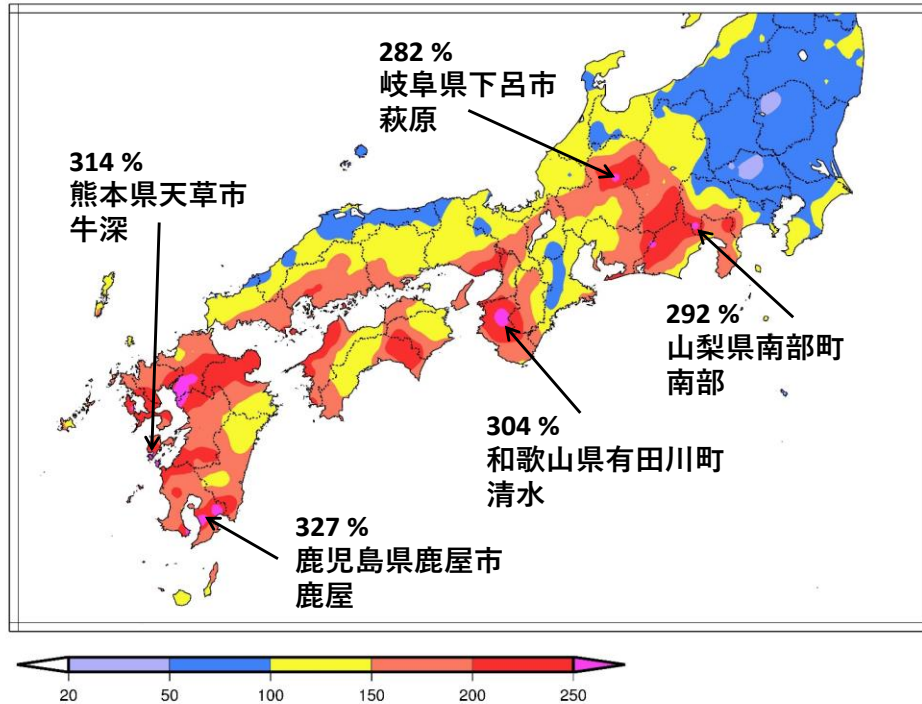 282 %
岐阜県下呂市
萩原
314 %
熊本県天草市
牛深
292 %
山梨県南部町
南部
304 %
和歌山県有田川町
清水
327 %
鹿児島県鹿屋市
鹿屋
20 50 100 150 200 250